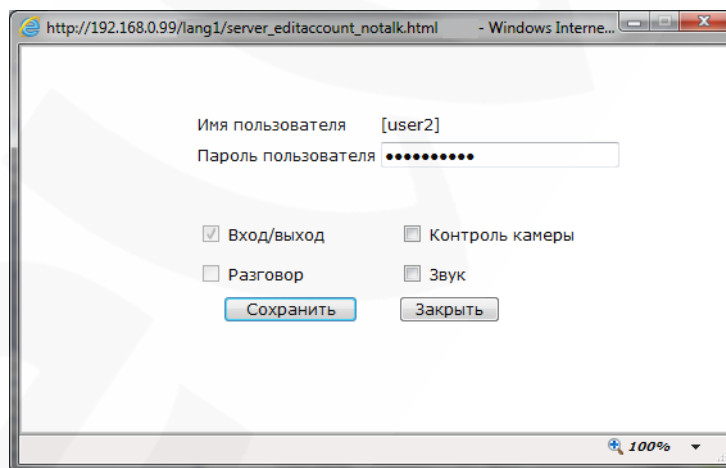 http://192.168.0.99/lang1/server_editaccount_notalk.html - Windows Interne...
Имя пользователя [user2]
Пароль пользователя ••••••••••
Вход/выход Контроль камеры
Разговор Звук
Сохранить Закрыть
100%